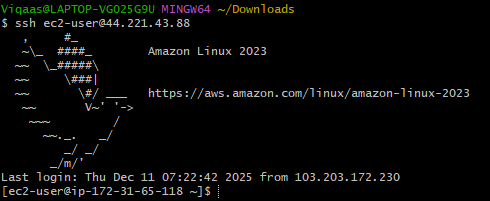 Viqaas@LAPTOP-VGO25G9U MINGW64 ~/Downloads
$ ssh ec2-user@44.221.43.88
   ,     #_
   ~\_  ####_        Amazon Linux 2023
  ~~  \_#####\
  ~~     \###|
  ~~       \#/ ___   https://aws.amazon.com/linux/amazon-linux-2023
   ~~       V~' '->
    ~~~         /
      ~~._.   _/
         _/ _/
       _/m/'
Last login: Thu Dec 11 07:22:42 2025 from 103.203.172.230
[ec2-user@ip-172-31-65-118 ~]$